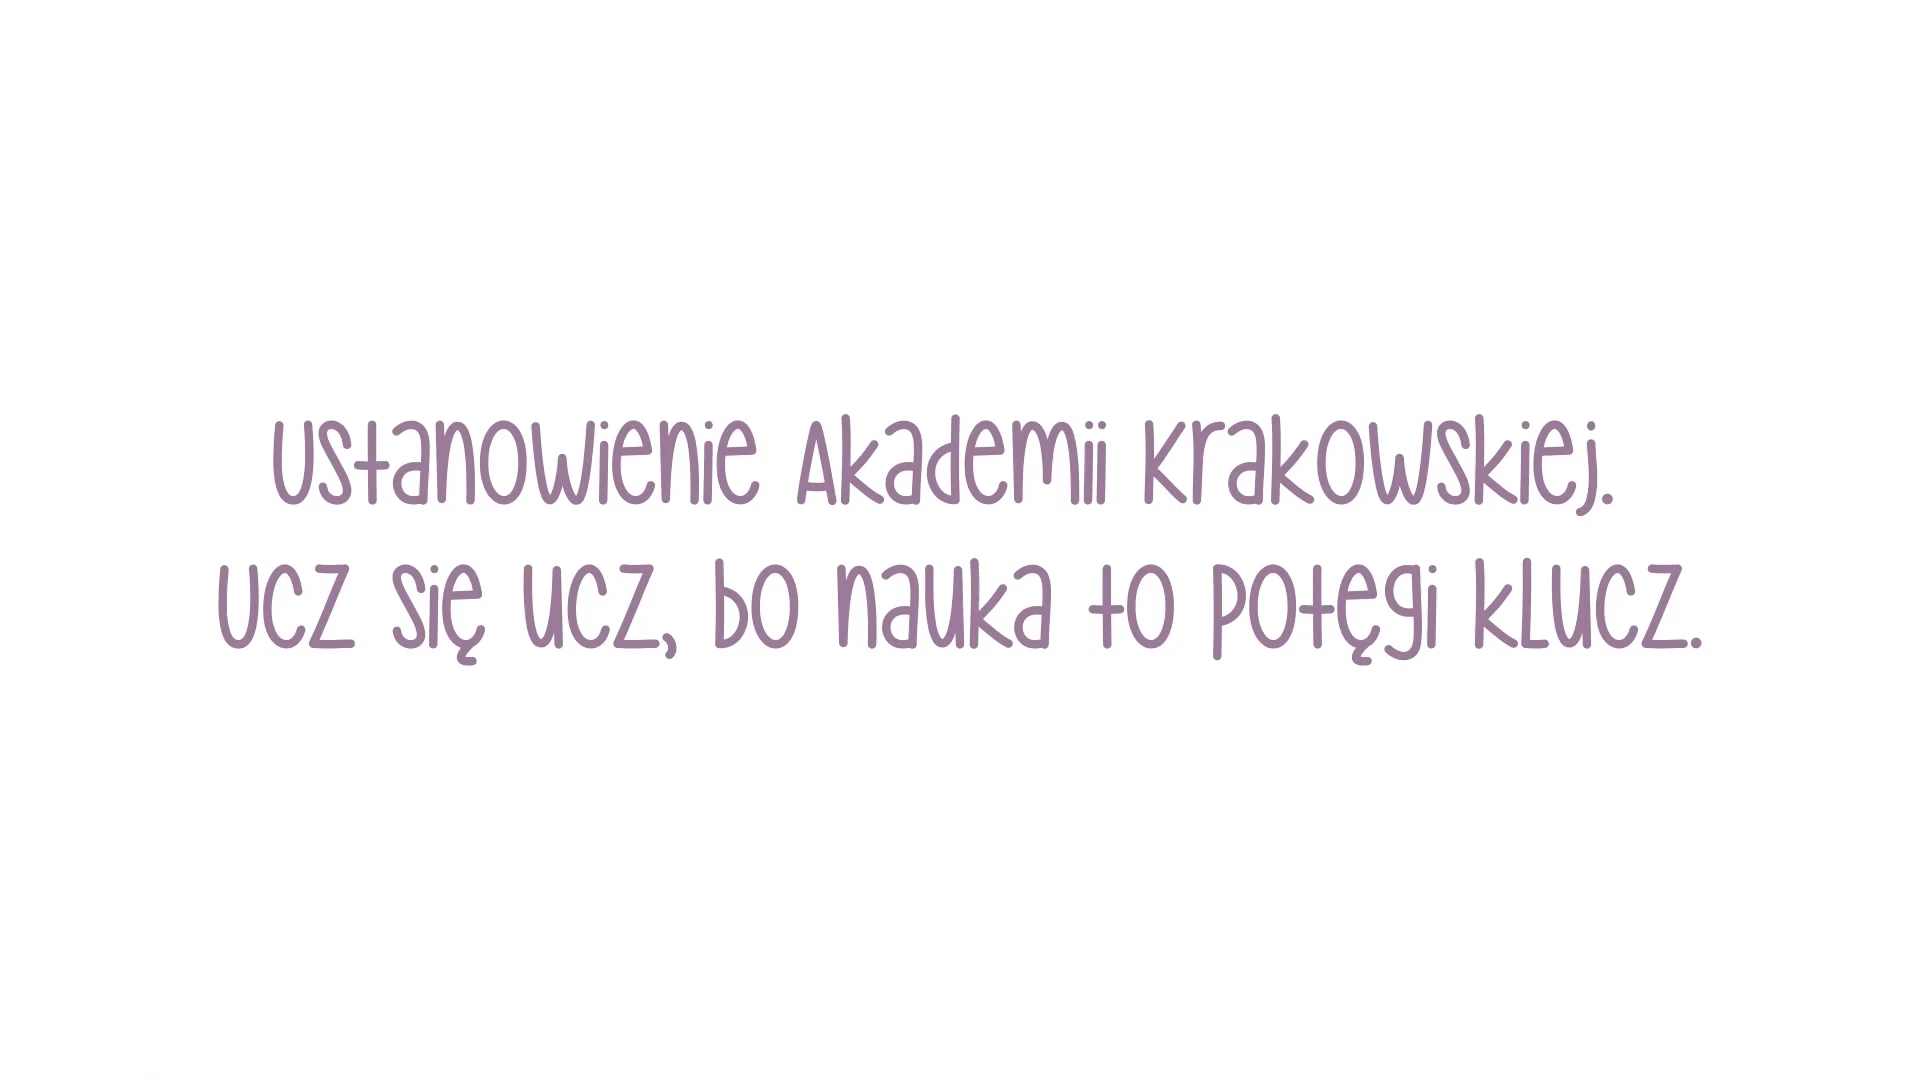 Ustanowienie Akademii Krakowskiej.
Ucz się ucz, bo nauka to potęgi klucz.